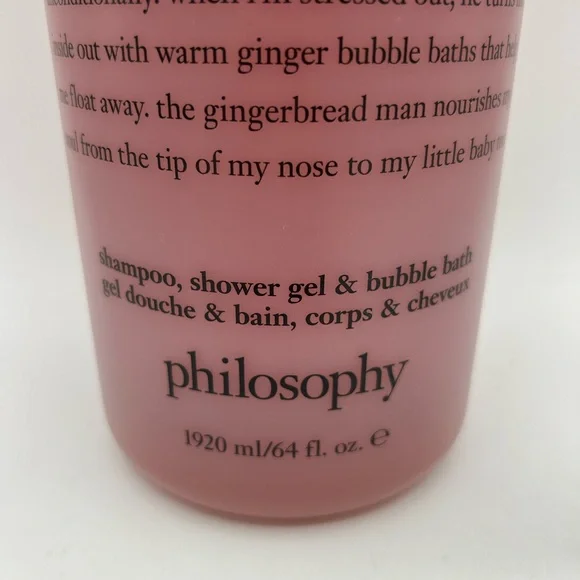 unconditionally. when i'm stressed out, he turns
inside out with warm ginger bubble baths that
me float away. the gingerbread man nourishes my
soul from the tip of my nose to my little baby
shampoo, shower gel & bubble bath
gel douche & bain, corps & cheveux
philosophy
1920 ml/64 fl. oz. ℮